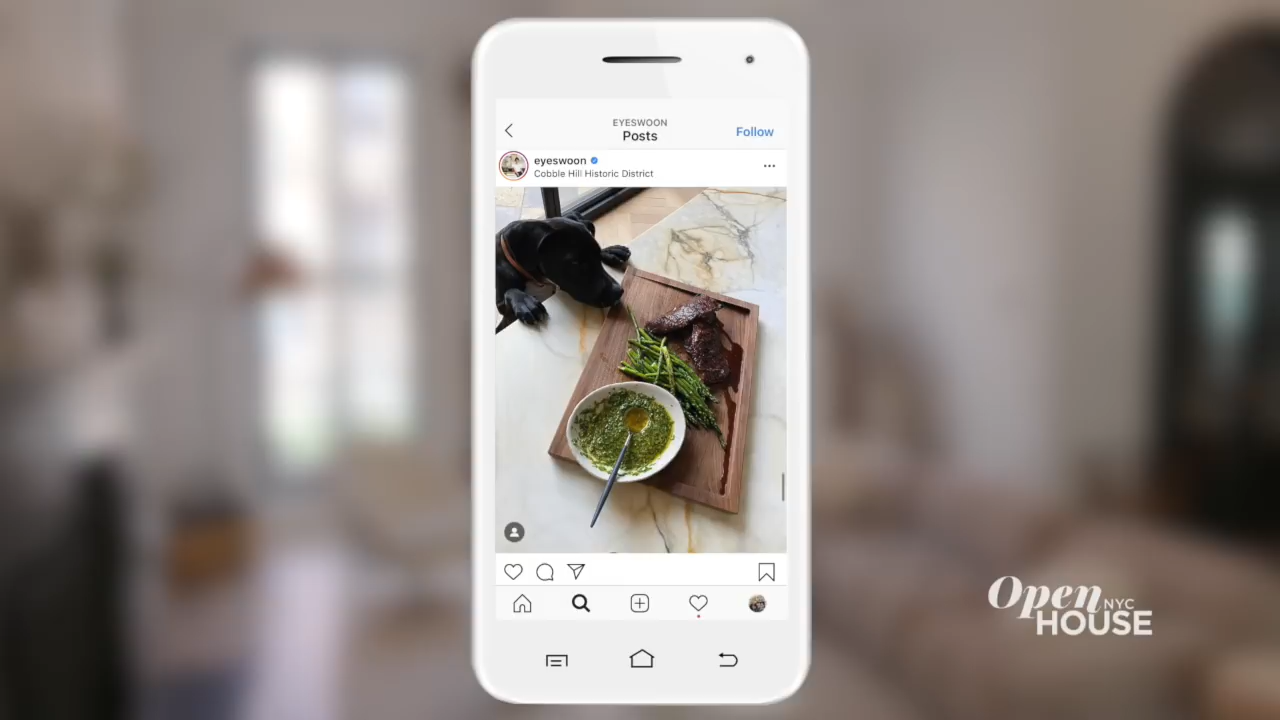 EYESWOON
Posts
Follow
eyeswoon
Cobble Hill Historic District
Open NYC
HOUSE